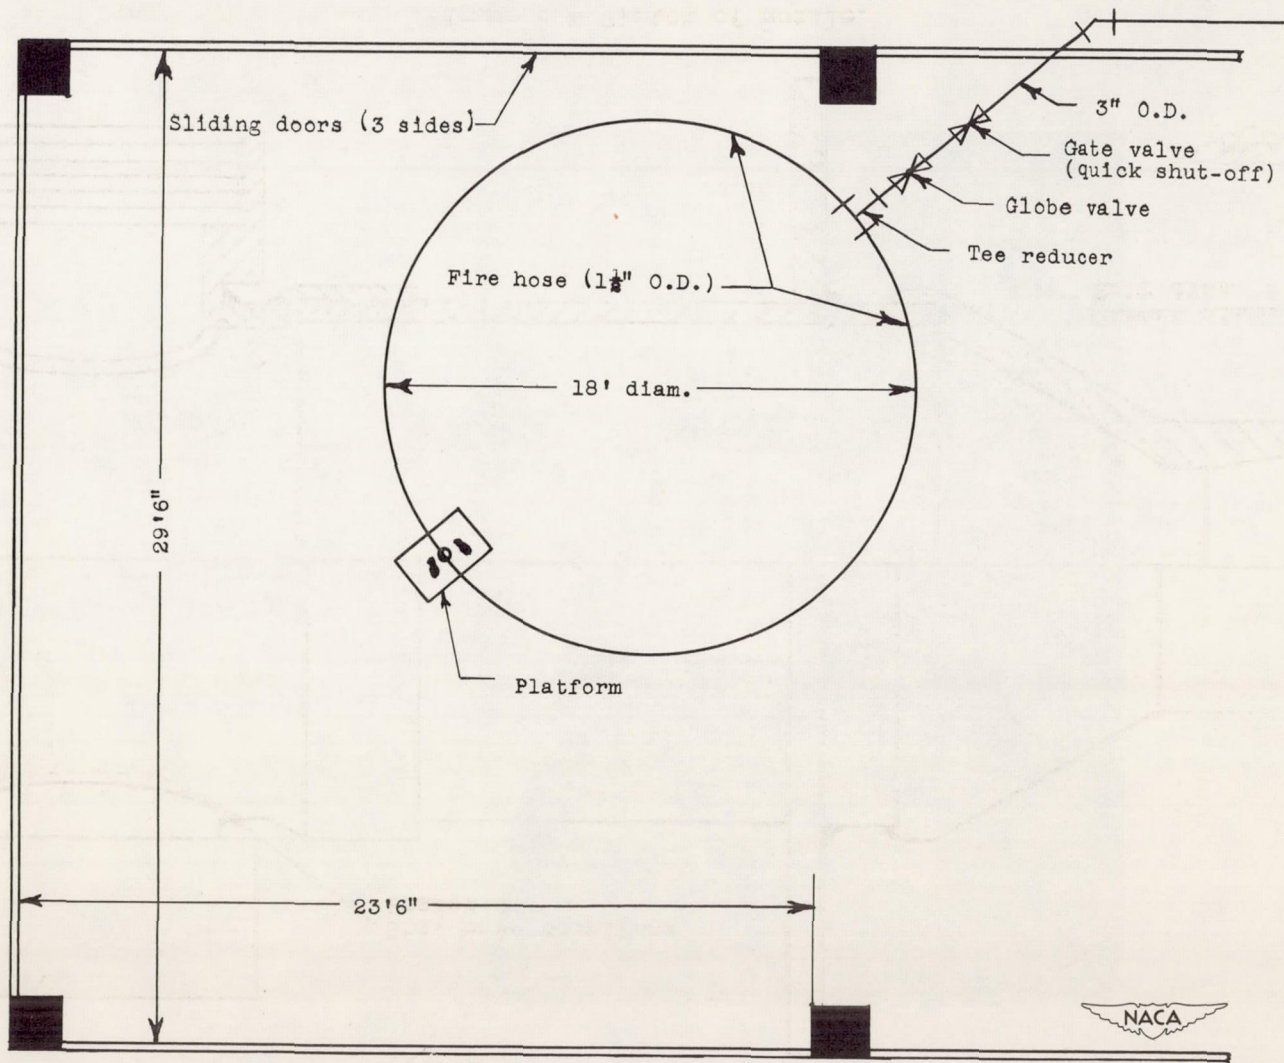 Sliding doors (3 sides)
3" O.D.
Gate valve
(quick shut-off)
Globe valve
Tee reducer
Fire hose (1⅛" O.D.)
18' diam.
29'6"
Platform
23'6"
NACA